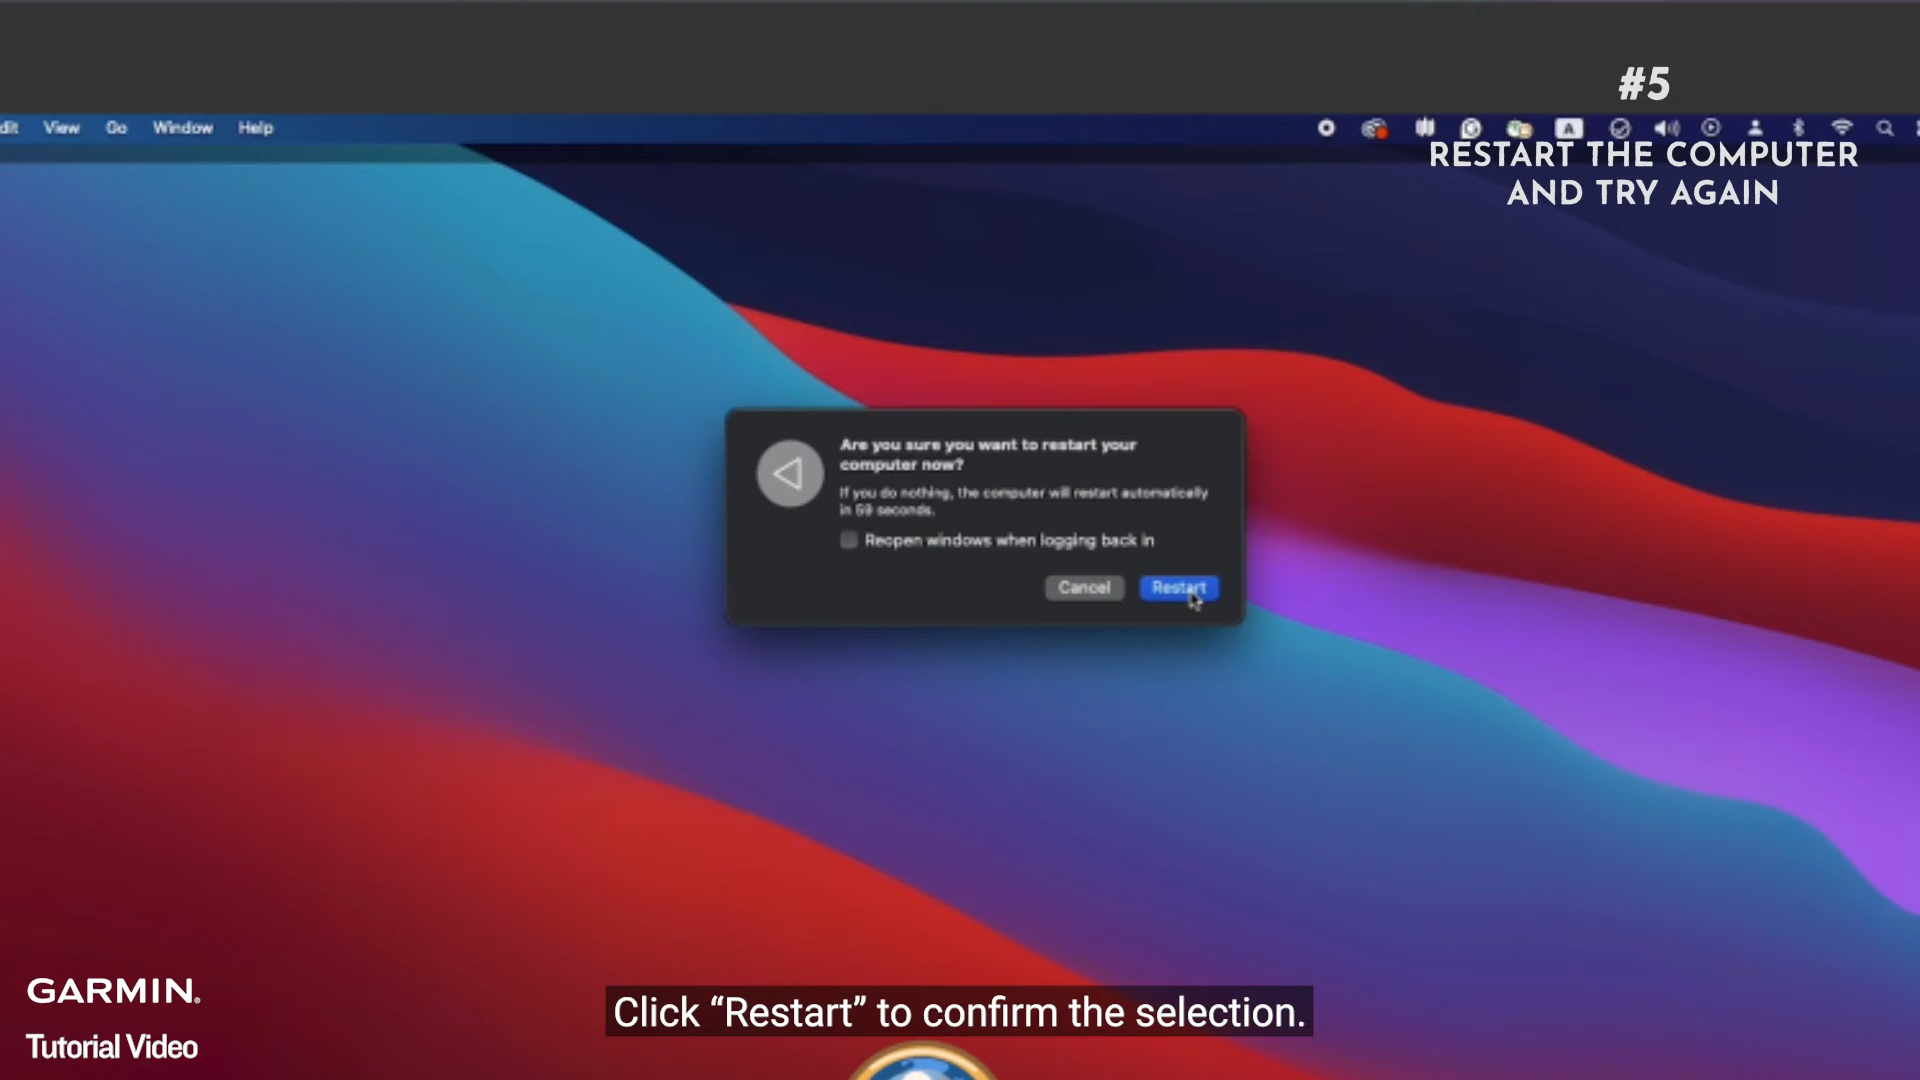 #5
dit View Go Window Help
A
RESTART THE COMPUTER
AND TRY AGAIN
Are you sure you want to restart your
computer now?
If you do nothing, the computer will restart automatically
in 59 seconds.
Reopen windows when logging back in
Cancel Restart
GARMIN.
Tutorial Video
Click “Restart” to confirm the selection.